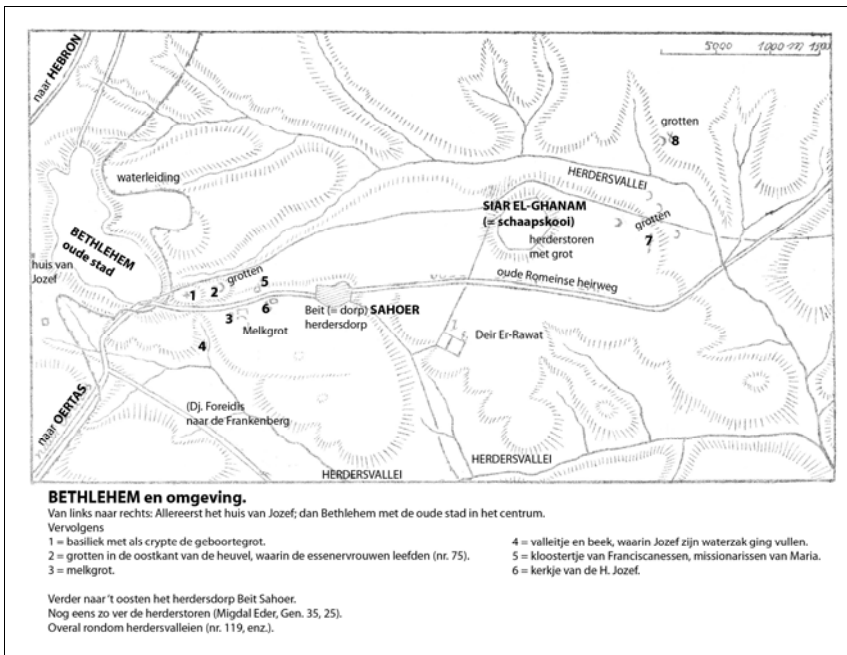 naar HEBRON
5000 1000 m 1500
grotten
8
waterleiding
HERDERSVALLEI
SIAR EL-GHANAM
(= schaapskooi)
BETHLEHEM
oude stad
grotten
7
herderstoren
met grot
huis van
Jozef
grotten
1
2
5
oude Romeinse heirweg
6
Beit (= dorp) SAHOER
herdersdorp
3
Melkgrot
Deir Er-Rawat
4
naar OERTAS
(Dj. Foreidis
naar de Frankenberg
HERDERSVALLEI
HERDERSVALLEI
BETHLEHEM en omgeving.
Van links naar rechts: Allereerst het huis van Jozef; dan Bethlehem met de oude stad in het centrum.
Vervolgens
1 = basiliek met als crypte de geboortegrot.
2 = grotten in de oostkant van de heuvel, waarin de essenervrouwen leefden (nr. 75).
3 = melkgrot.
4 = valleitje en beek, waarin Jozef zijn waterzak ging vullen.
5 = kloostertje van Franciscanessen, missionarissen van Maria.
6 = kerkje van de H. Jozef.
Verder naar 't oosten het herdersdorp Beit Sahoer.
Nog eens zo ver de herderstoren (Migdal Eder, Gen. 35, 25).
Overal rondom herdersvalleien (nr. 119, enz.).